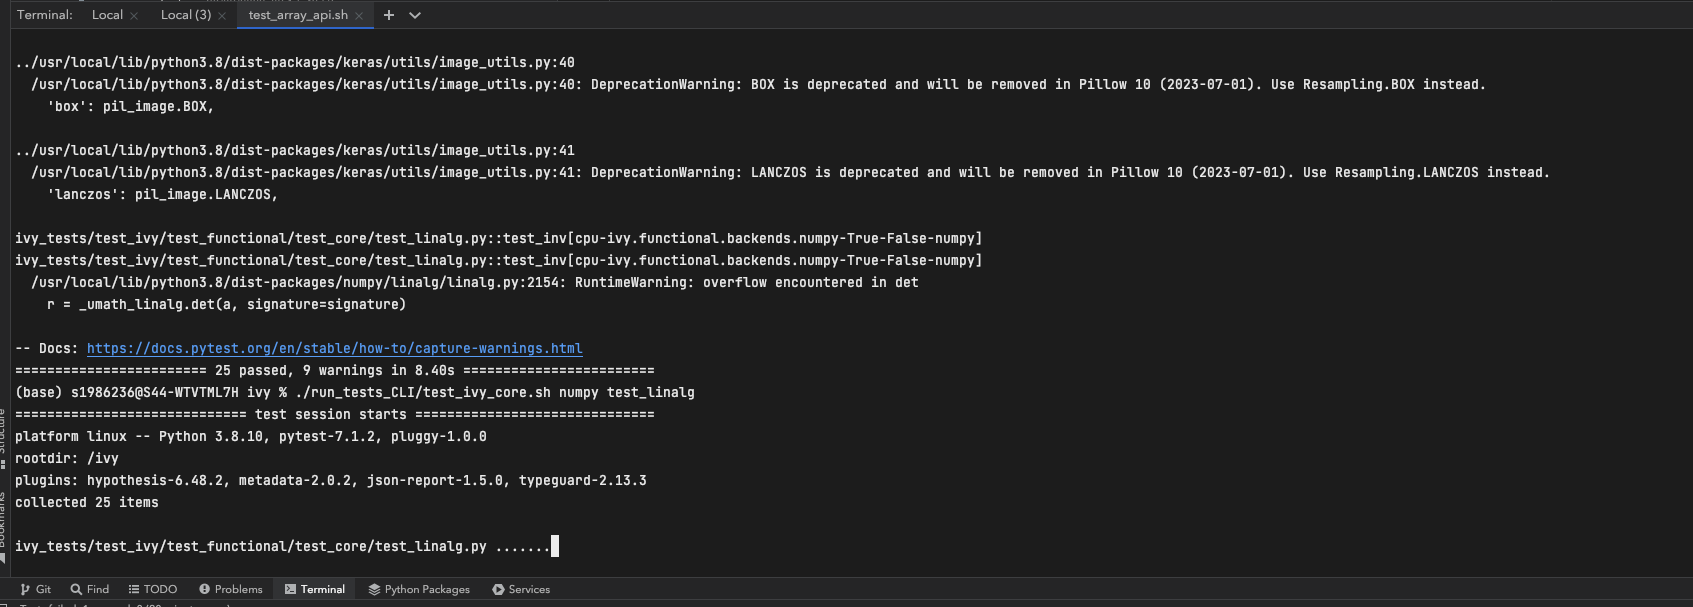 Terminal: Local × Local (3) × test_array_api.sh × +
../usr/local/lib/python3.8/dist-packages/keras/utils/image_utils.py:40
/usr/local/lib/python3.8/dist-packages/keras/utils/image_utils.py:40: DeprecationWarning: BOX is deprecated and will be removed in Pillow 10 (2023-07-01). Use Resampling.BOX instead.
'box': pil_image.BOX,
../usr/local/lib/python3.8/dist-packages/keras/utils/image_utils.py:41
/usr/local/lib/python3.8/dist-packages/keras/utils/image_utils.py:41: DeprecationWarning: LANCZOS is deprecated and will be removed in Pillow 10 (2023-07-01). Use Resampling.LANCZOS instead.
'lanczos': pil_image.LANCZOS,
ivy_tests/test_ivy/test_functional/test_core/test_linalg.py::test_inv[cpu-ivy.functional.backends.numpy-True-False-numpy]
ivy_tests/test_ivy/test_functional/test_core/test_linalg.py::test_inv[cpu-ivy.functional.backends.numpy-True-False-numpy]
/usr/local/lib/python3.8/dist-packages/numpy/linalg/linalg.py:2154: RuntimeWarning: overflow encountered in det
r = _umath_linalg.det(a, signature=signature)
-- Docs: https://docs.pytest.org/en/stable/how-to/capture-warnings.html
======================== 25 passed, 9 warnings in 8.40s ========================
(base) s1986236@S44-WTVTML7H ivy % ./run_tests_CLI/test_ivy_core.sh numpy test_linalg
============================= test session starts ==============================
platform linux -- Python 3.8.10, pytest-7.1.2, pluggy-1.0.0
rootdir: /ivy
plugins: hypothesis-6.48.2, metadata-2.0.2, json-report-1.5.0, typeguard-2.13.3
collected 25 items
ivy_tests/test_ivy/test_functional/test_core/test_linalg.py .......
Structure
Bookmarks
Git Find TODO Problems Terminal Python Packages Services